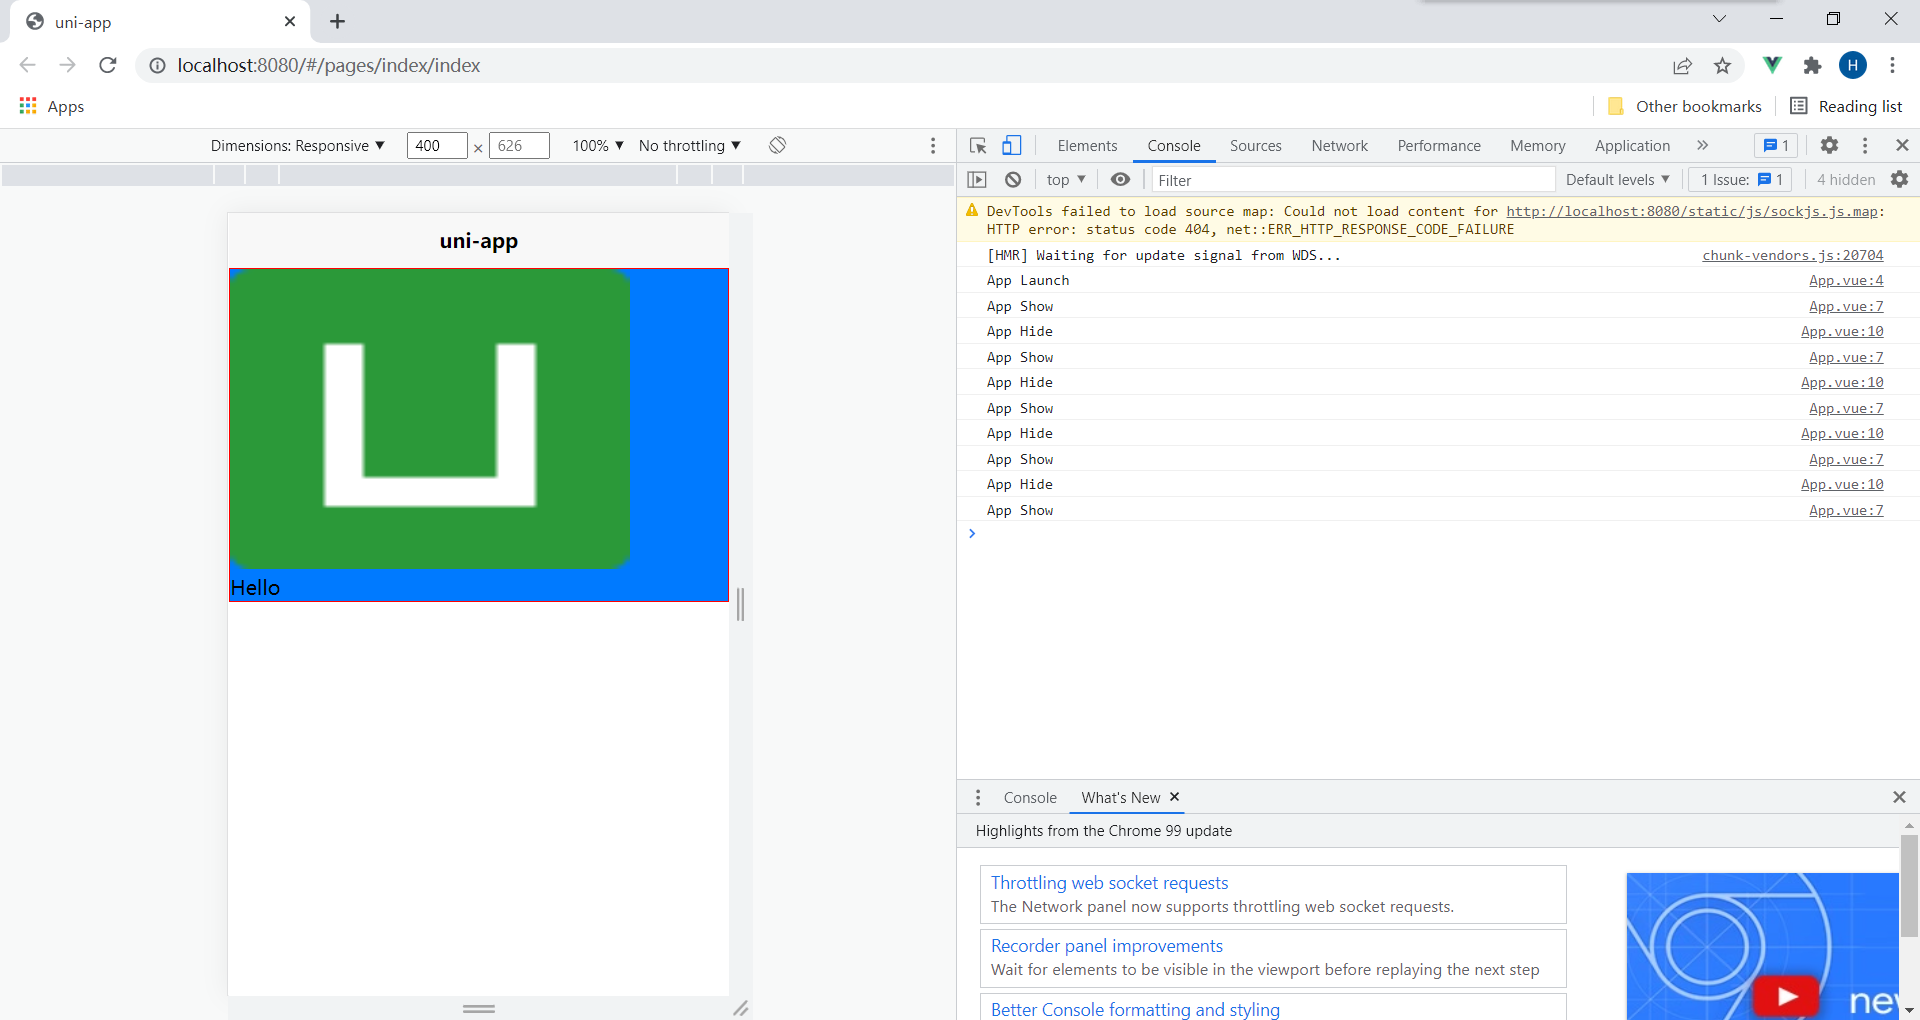 uni-app
localhost:8080/#/pages/index/index
H
Apps
Other bookmarks
Reading list
Dimensions: Responsive
400 × 626
100%
No throttling
uni-app
Hello
Elements
Console
Sources
Network
Performance
Memory
Application
1
top
Filter
Default levels
1 Issue: 1
4 hidden
DevTools failed to load source map: Could not load content for http://localhost:8080/static/js/sockjs.js.map:
HTTP error: status code 404, net::ERR_HTTP_RESPONSE_CODE_FAILURE
[HMR] Waiting for update signal from WDS... chunk-vendors.js:20704
App Launch App.vue:4
App Show App.vue:7
App Hide App.vue:10
App Show App.vue:7
App Hide App.vue:10
App Show App.vue:7
App Hide App.vue:10
App Show App.vue:7
App Hide App.vue:10
App Show App.vue:7
Console
What's New
Highlights from the Chrome 99 update
Throttling web socket requests
The Network panel now supports throttling web socket requests.
Recorder panel improvements
Wait for elements to be visible in the viewport before replaying the next step
Better Console formatting and styling